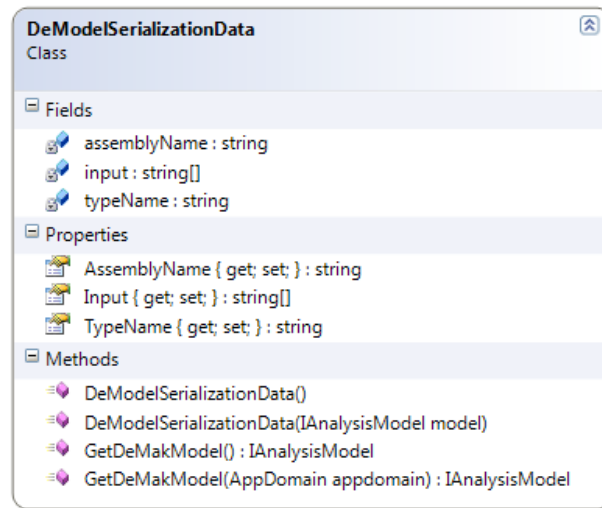 DeModelSerializationData
Class
Fields
assemblyName : string
input : string[]
typeName : string
Properties
AssemblyName { get; set; } : string
Input { get; set; } : string[]
TypeName { get; set; } : string
Methods
DeModelSerializationData()
DeModelSerializationData(IAnalysisModel model)
GetDeMakModel() : IAnalysisModel
GetDeMakModel(AppDomain appdomain) : IAnalysisModel